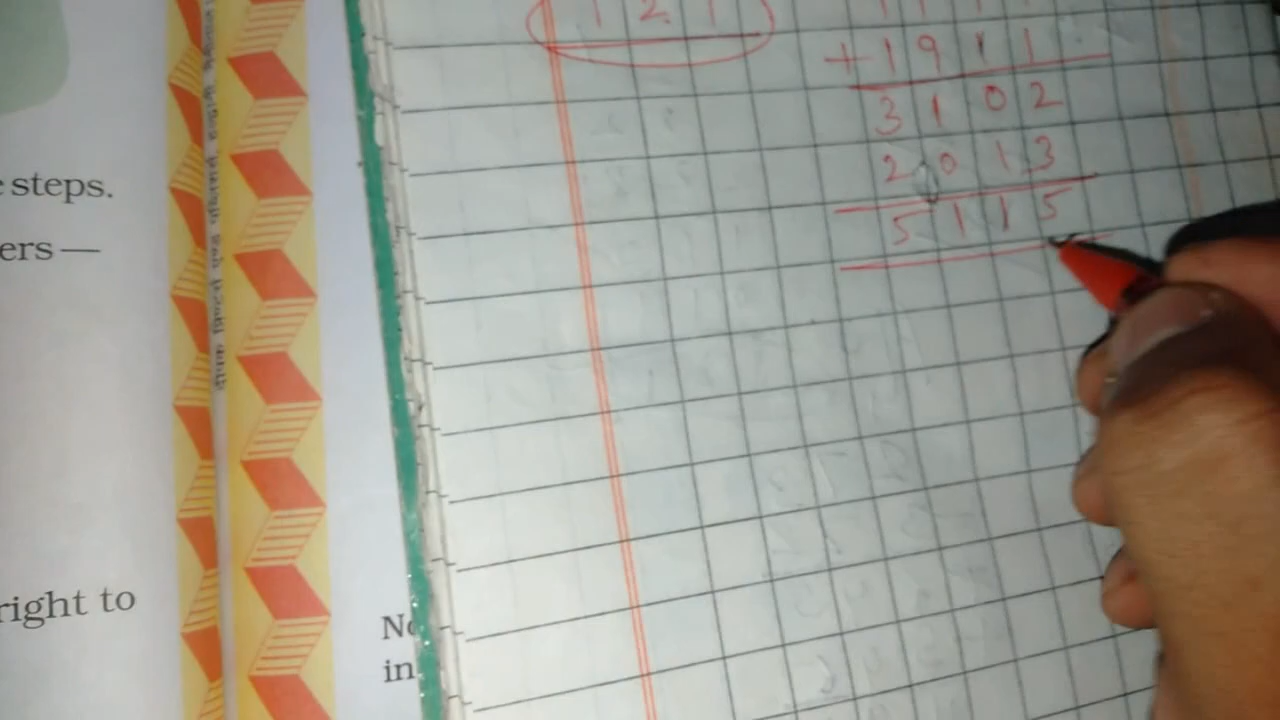 steps.
ers —
right to
in
1 2 1
+ 1 9 1 1
3 1 0 2
2 0 1 3
5 1 1 5